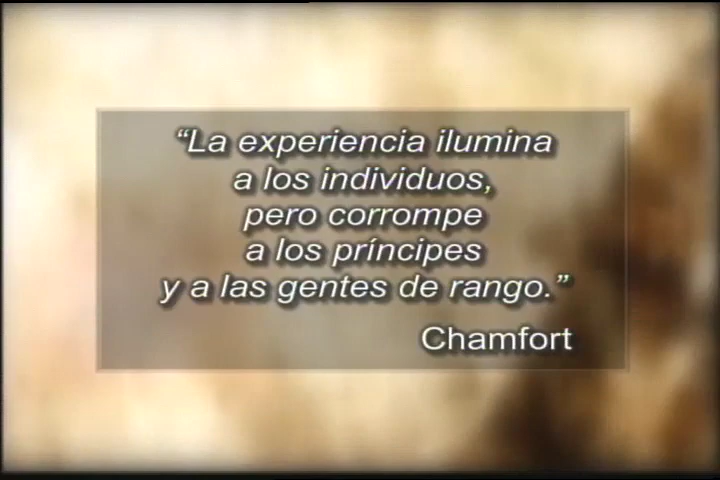 “La experiencia ilumina
a los individuos,
pero corrompe
a los príncipes
y a las gentes de rango.”
Chamfort